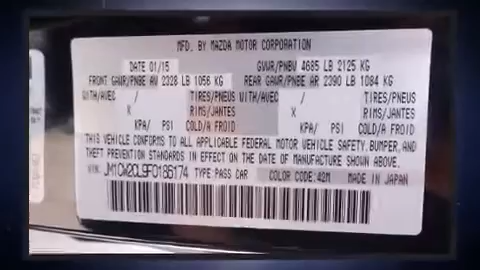 MFD. BY MAZDA MOTOR CORPORATION
DATE 01/15 GVWR/PNBV 4685 LB 2125 KG
FRONT GAWR/PNBE AV 2328 LB 1056 KG REAR GAWR/PNBE AR 2390 LB 1084 KG
WITH/AVEC / TIRES/PNEUS WITH/AVEC / TIRES/PNEUS
X RIMS/JANTES X RIMS/JANTES
KPA/ PSI COLD/A FROID KPA/ PSI COLD/A FROID
THIS VEHICLE CONFORMS TO ALL APPLICABLE FEDERAL MOTOR VEHICLE SAFETY, BUMPER, AND
THEFT PREVENTION STANDARDS IN EFFECT ON THE DATE OF MANUFACTURE SHOWN ABOVE.
VIN. JM1CW2CL9F0186174 TYPE PASS CAR COLOR CODE:42M MADE IN JAPAN